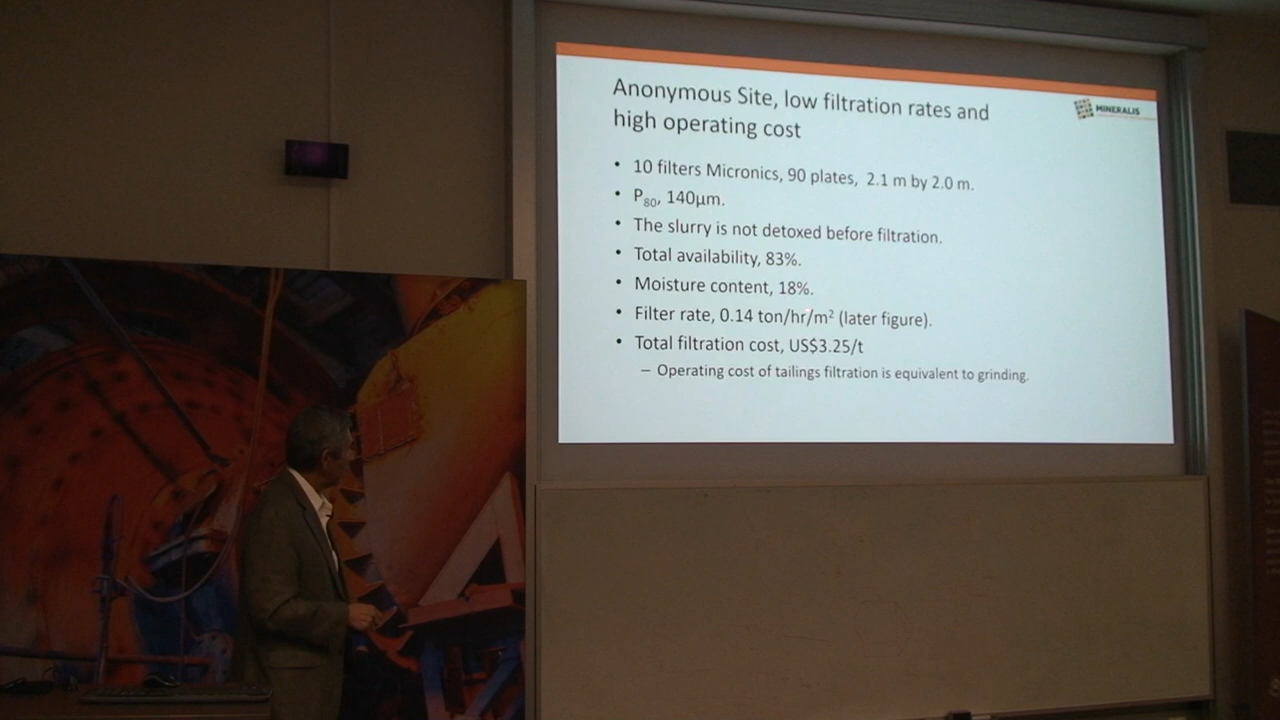 Anonymous Site, low filtration rates and
high operating cost
MINERALIS
• 10 filters Micronics, 90 plates, 2.1 m by 2.0 m.
• P80, 140µm.
• The slurry is not detoxed before filtration.
• Total availability, 83%.
• Moisture content, 18%.
• Filter rate, 0.14 ton/hr/m² (later figure).
• Total filtration cost, US$3.25/t
– Operating cost of tailings filtration is equivalent to grinding.